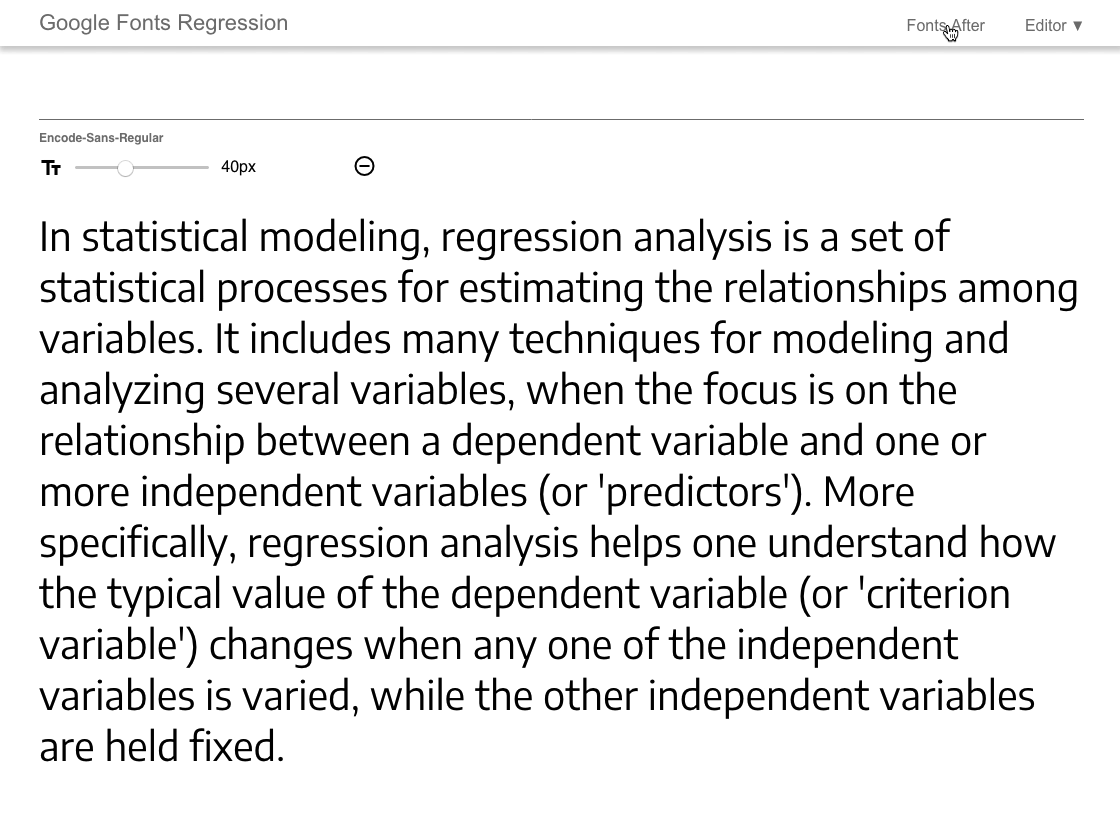 Google Fonts Regression
Fonts After
Editor ▼
Encode-Sans-Regular
TT
40px
In statistical modeling, regression analysis is a set of
statistical processes for estimating the relationships among
variables. It includes many techniques for modeling and
analyzing several variables, when the focus is on the
relationship between a dependent variable and one or
more independent variables (or 'predictors'). More
specifically, regression analysis helps one understand how
the typical value of the dependent variable (or 'criterion
variable') changes when any one of the independent
variables is varied, while the other independent variables
are held fixed.